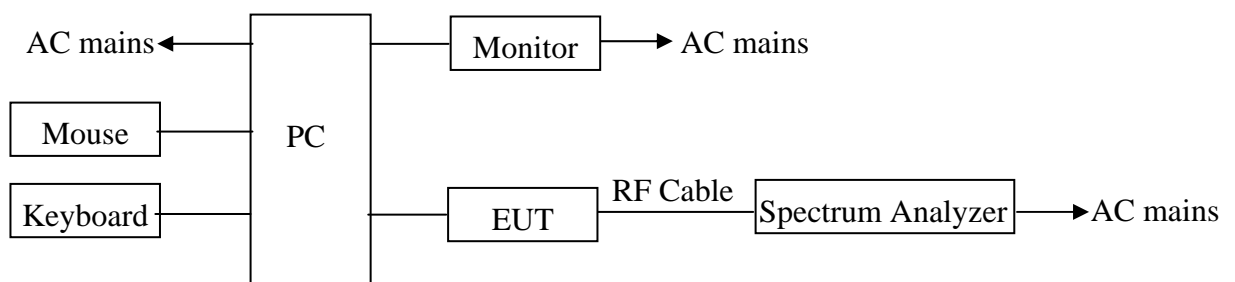 AC mains
Monitor
AC mains
Mouse
PC
Keyboard
EUT
RF Cable
Spectrum Analyzer
AC mains